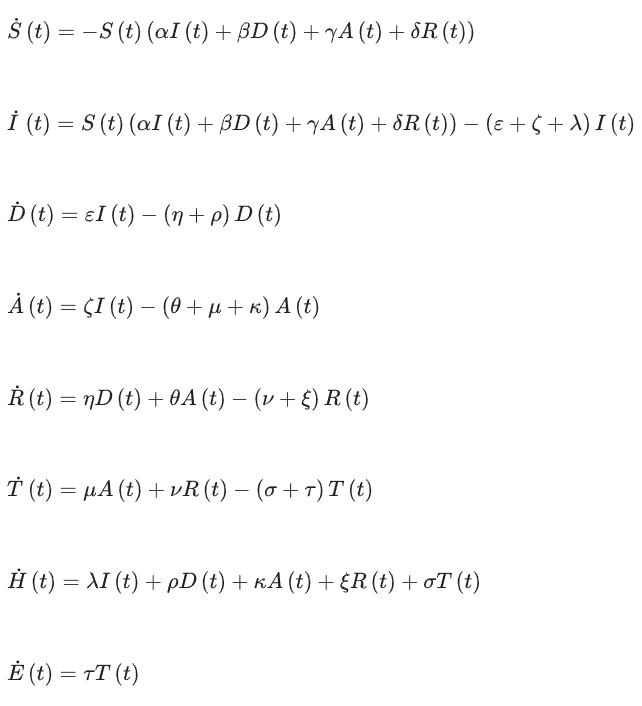 Ṡ (t) = −S (t) (αI (t) + βD (t) + γA (t) + δR (t))
İ (t) = S (t) (αI (t) + βD (t) + γA (t) + δR (t)) − (ε + ζ + λ) I (t)
Ḋ (t) = εI (t) − (η + ρ) D (t)
Ȧ (t) = ζI (t) − (θ + μ + κ) A (t)
Ṙ (t) = ηD (t) + θA (t) − (ν + ξ) R (t)
Ṫ (t) = μA (t) + νR (t) − (σ + τ) T (t)
Ḣ (t) = λI (t) + ρD (t) + κA (t) + ξR (t) + σT (t)
Ė (t) = τT (t)